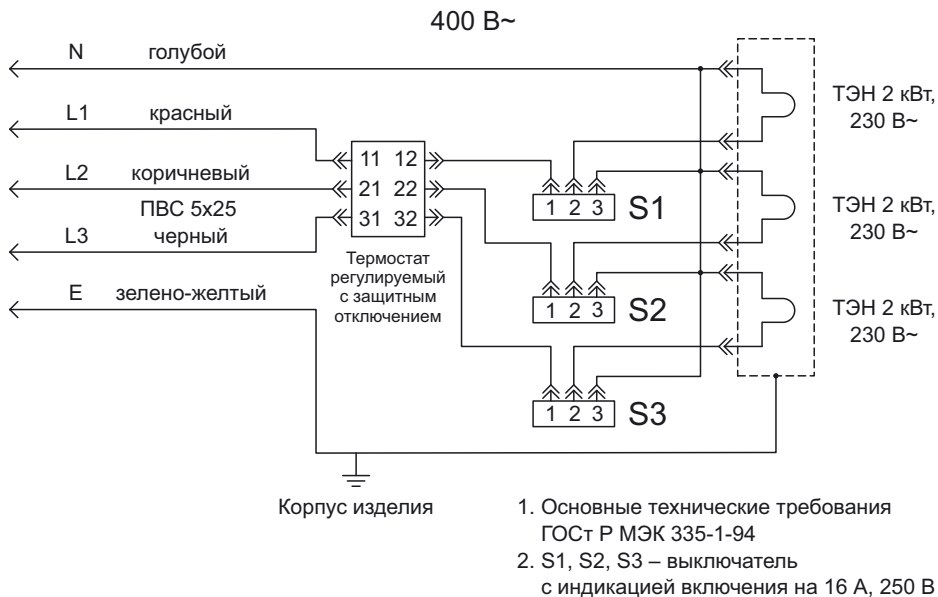 400 В~
N голубой
L1 красный
L2 коричневый
ПВС 5х25
L3 черный
E зелено-желтый
11 12
21 22
31 32
Термостат
регулируемый
с защитным
отключением
1 2 3 S1
1 2 3 S2
1 2 3 S3
ТЭН 2 кВт,
230 В~
ТЭН 2 кВт,
230 В~
ТЭН 2 кВт,
230 В~
Корпус изделия
1. Основные технические требования
ГОСт Р МЭК 335-1-94
2. S1, S2, S3 – выключатель
с индикацией включения на 16 А, 250 В